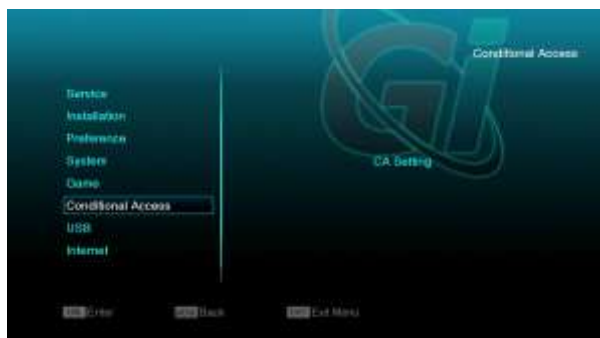 Conditional Access
Service
Installation
Preference
System
Game
Conditional Access
USB
Internet
CA Setting
Enter
Back
Exit Menu